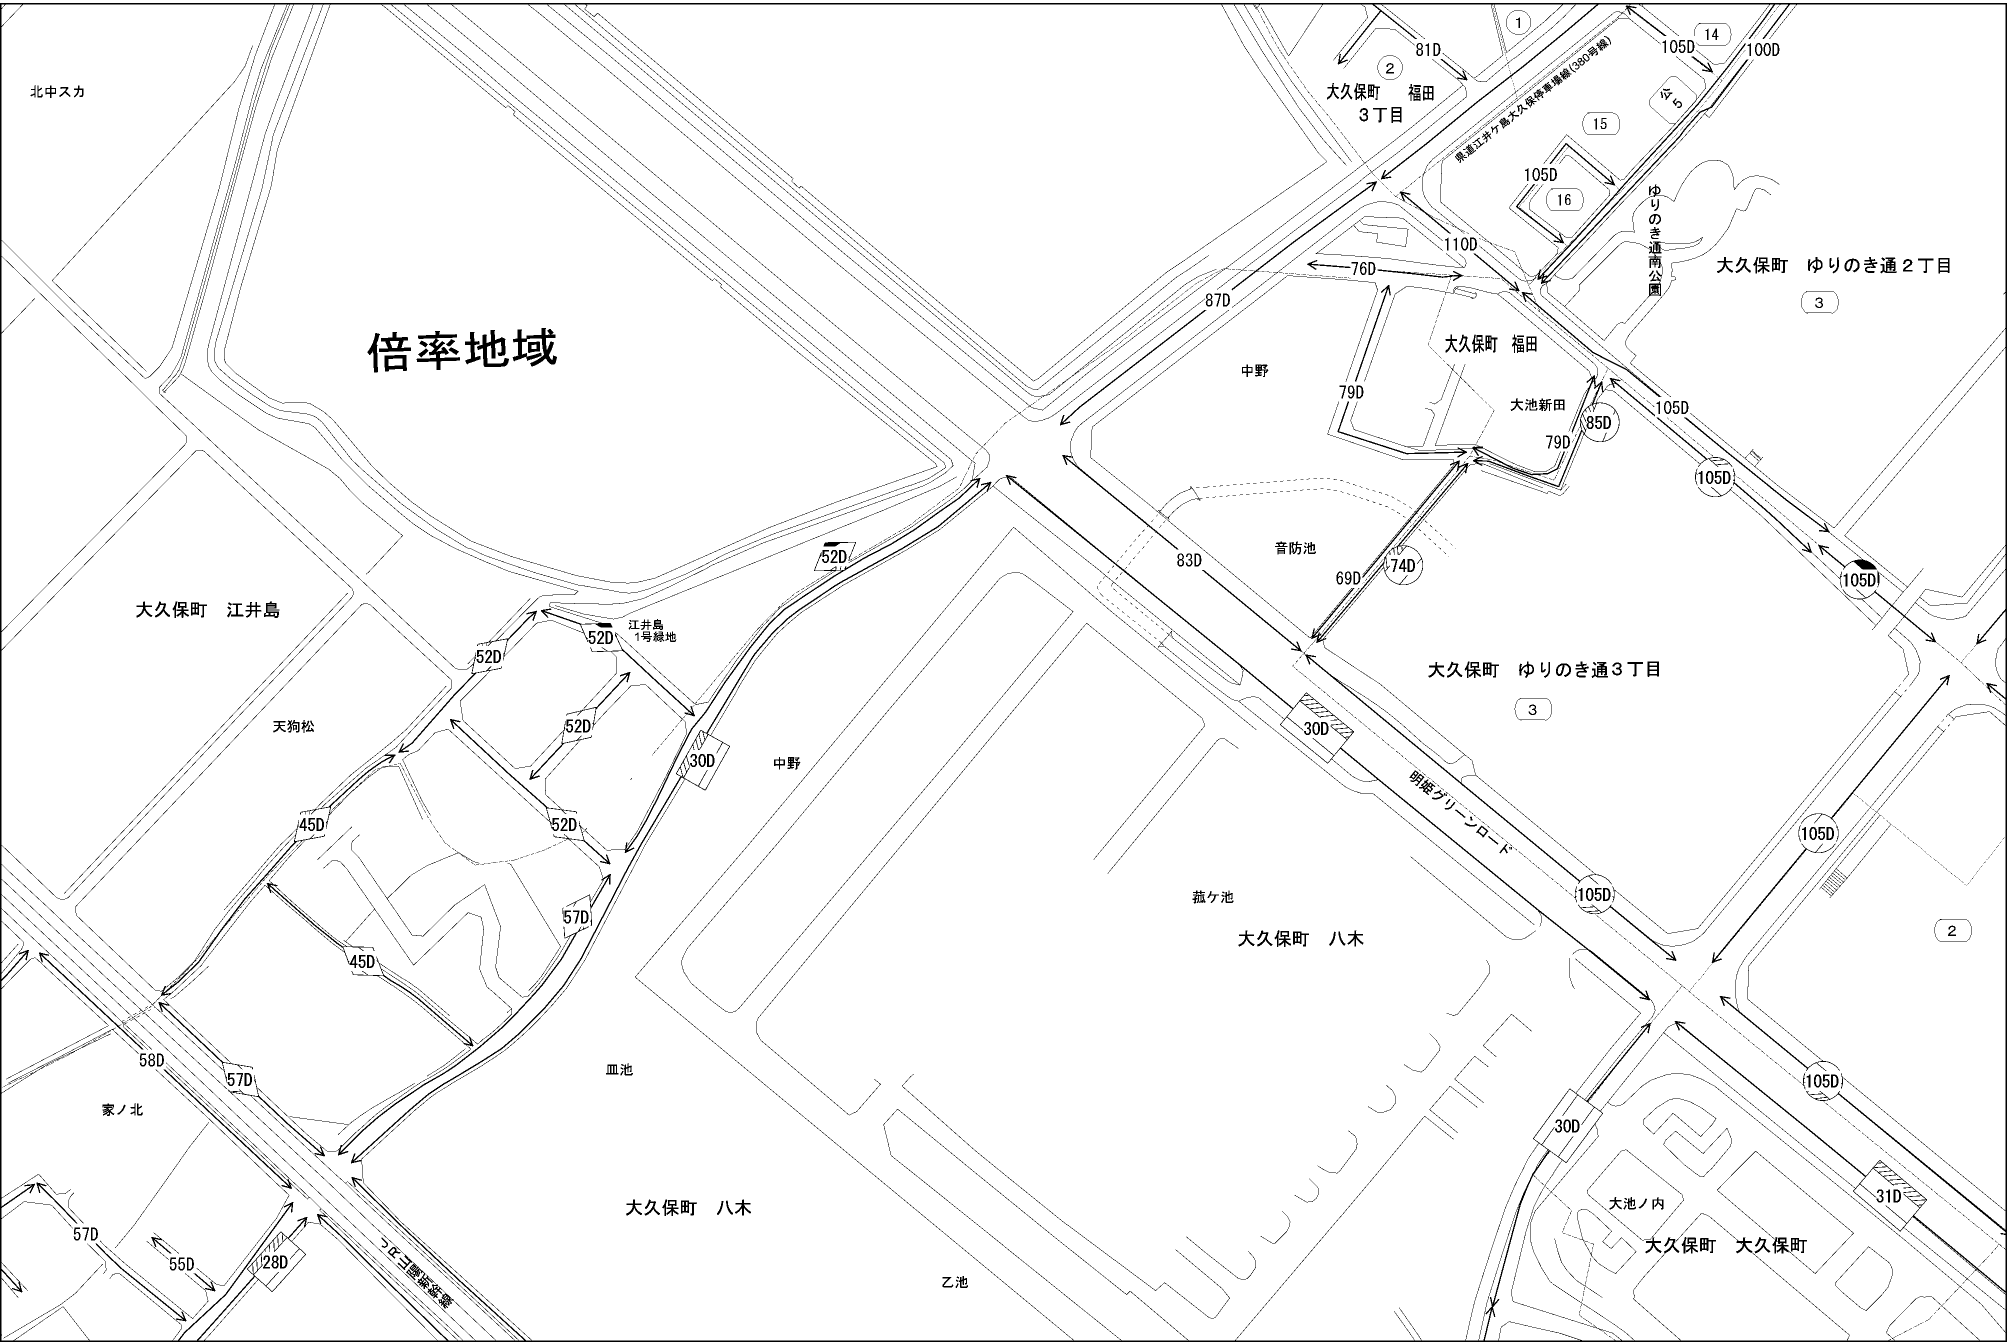 1
14
105D
100D
81D
2
北中スカ
大久保町 福田
3丁目
県道江井ケ島大久保停車場線(380号線)
公
5
15
105D
16
ゆりのき通南公園
110D
大久保町 ゆりのき通2丁目
76D
87D
3
倍率地域
大久保町 福田
中野
79D
大池新田
105D
85D
79D
105D
52D
83D
音防池
74D
69D
105D
大久保町 江井島
江井島
1号緑地
52D
52D
大久保町 ゆりのき通3丁目
3
天狗松
52D
30D
30D
中野
明姫グリーンロード
45D
52D
105D
菰ケ池
105D
57D
大久保町 八木
2
45D
58D
57D
皿池
105D
家ノ北
30D
大久保町 八木
31D
大池ノ内
57D
55D
28D
JR山陽新幹線
大久保町 大久保町
乙池